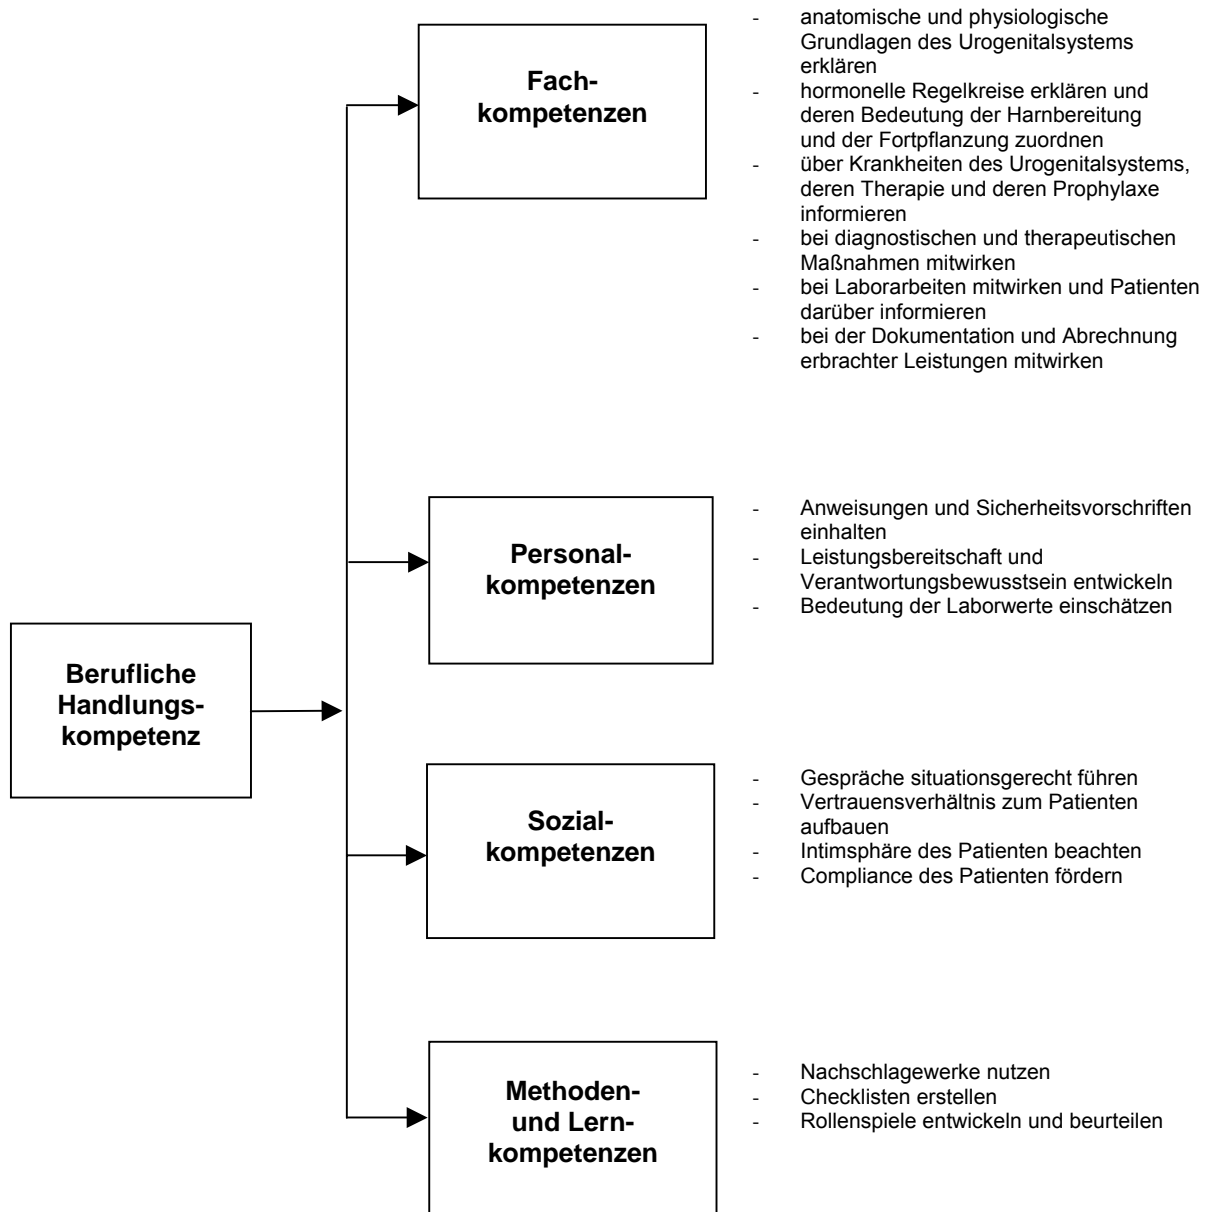 Fach-
kompetenzen
- anatomische und physiologische
Grundlagen des Urogenitalsystems
erklären
- hormonelle Regelkreise erklären und
deren Bedeutung der Harnbereitung
und der Fortpflanzung zuordnen
- über Krankheiten des Urogenitalsystems,
deren Therapie und deren Prophylaxe
informieren
- bei diagnostischen und therapeutischen
Maßnahmen mitwirken
- bei Laborarbeiten mitwirken und Patienten
darüber informieren
- bei der Dokumentation und Abrechnung
erbrachter Leistungen mitwirken
Personal-
kompetenzen
- Anweisungen und Sicherheitsvorschriften
einhalten
- Leistungsbereitschaft und
Verantwortungsbewusstsein entwickeln
- Bedeutung der Laborwerte einschätzen
Berufliche
Handlungs-
kompetenz
Sozial-
kompetenzen
- Gespräche situationsgerecht führen
- Vertrauensverhältnis zum Patienten
aufbauen
- Intimsphäre des Patienten beachten
- Compliance des Patienten fördern
Methoden-
und Lern-
kompetenzen
- Nachschlagewerke nutzen
- Checklisten erstellen
- Rollenspiele entwickeln und beurteilen